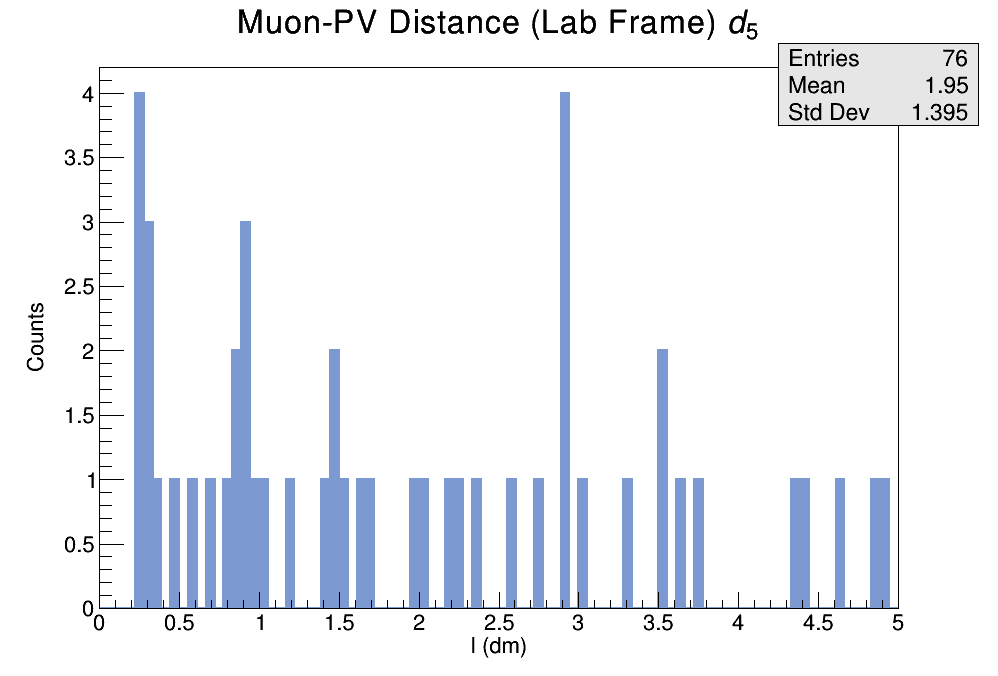 Muon-PV Distance (Lab Frame) d5
Entries 76
Mean 1.95
Std Dev 1.395
4
3.5
3
2.5
2
1.5
1
0.5
0
Counts
0 0.5 1 1.5 2 2.5 3 3.5 4 4.5 5
l (dm)